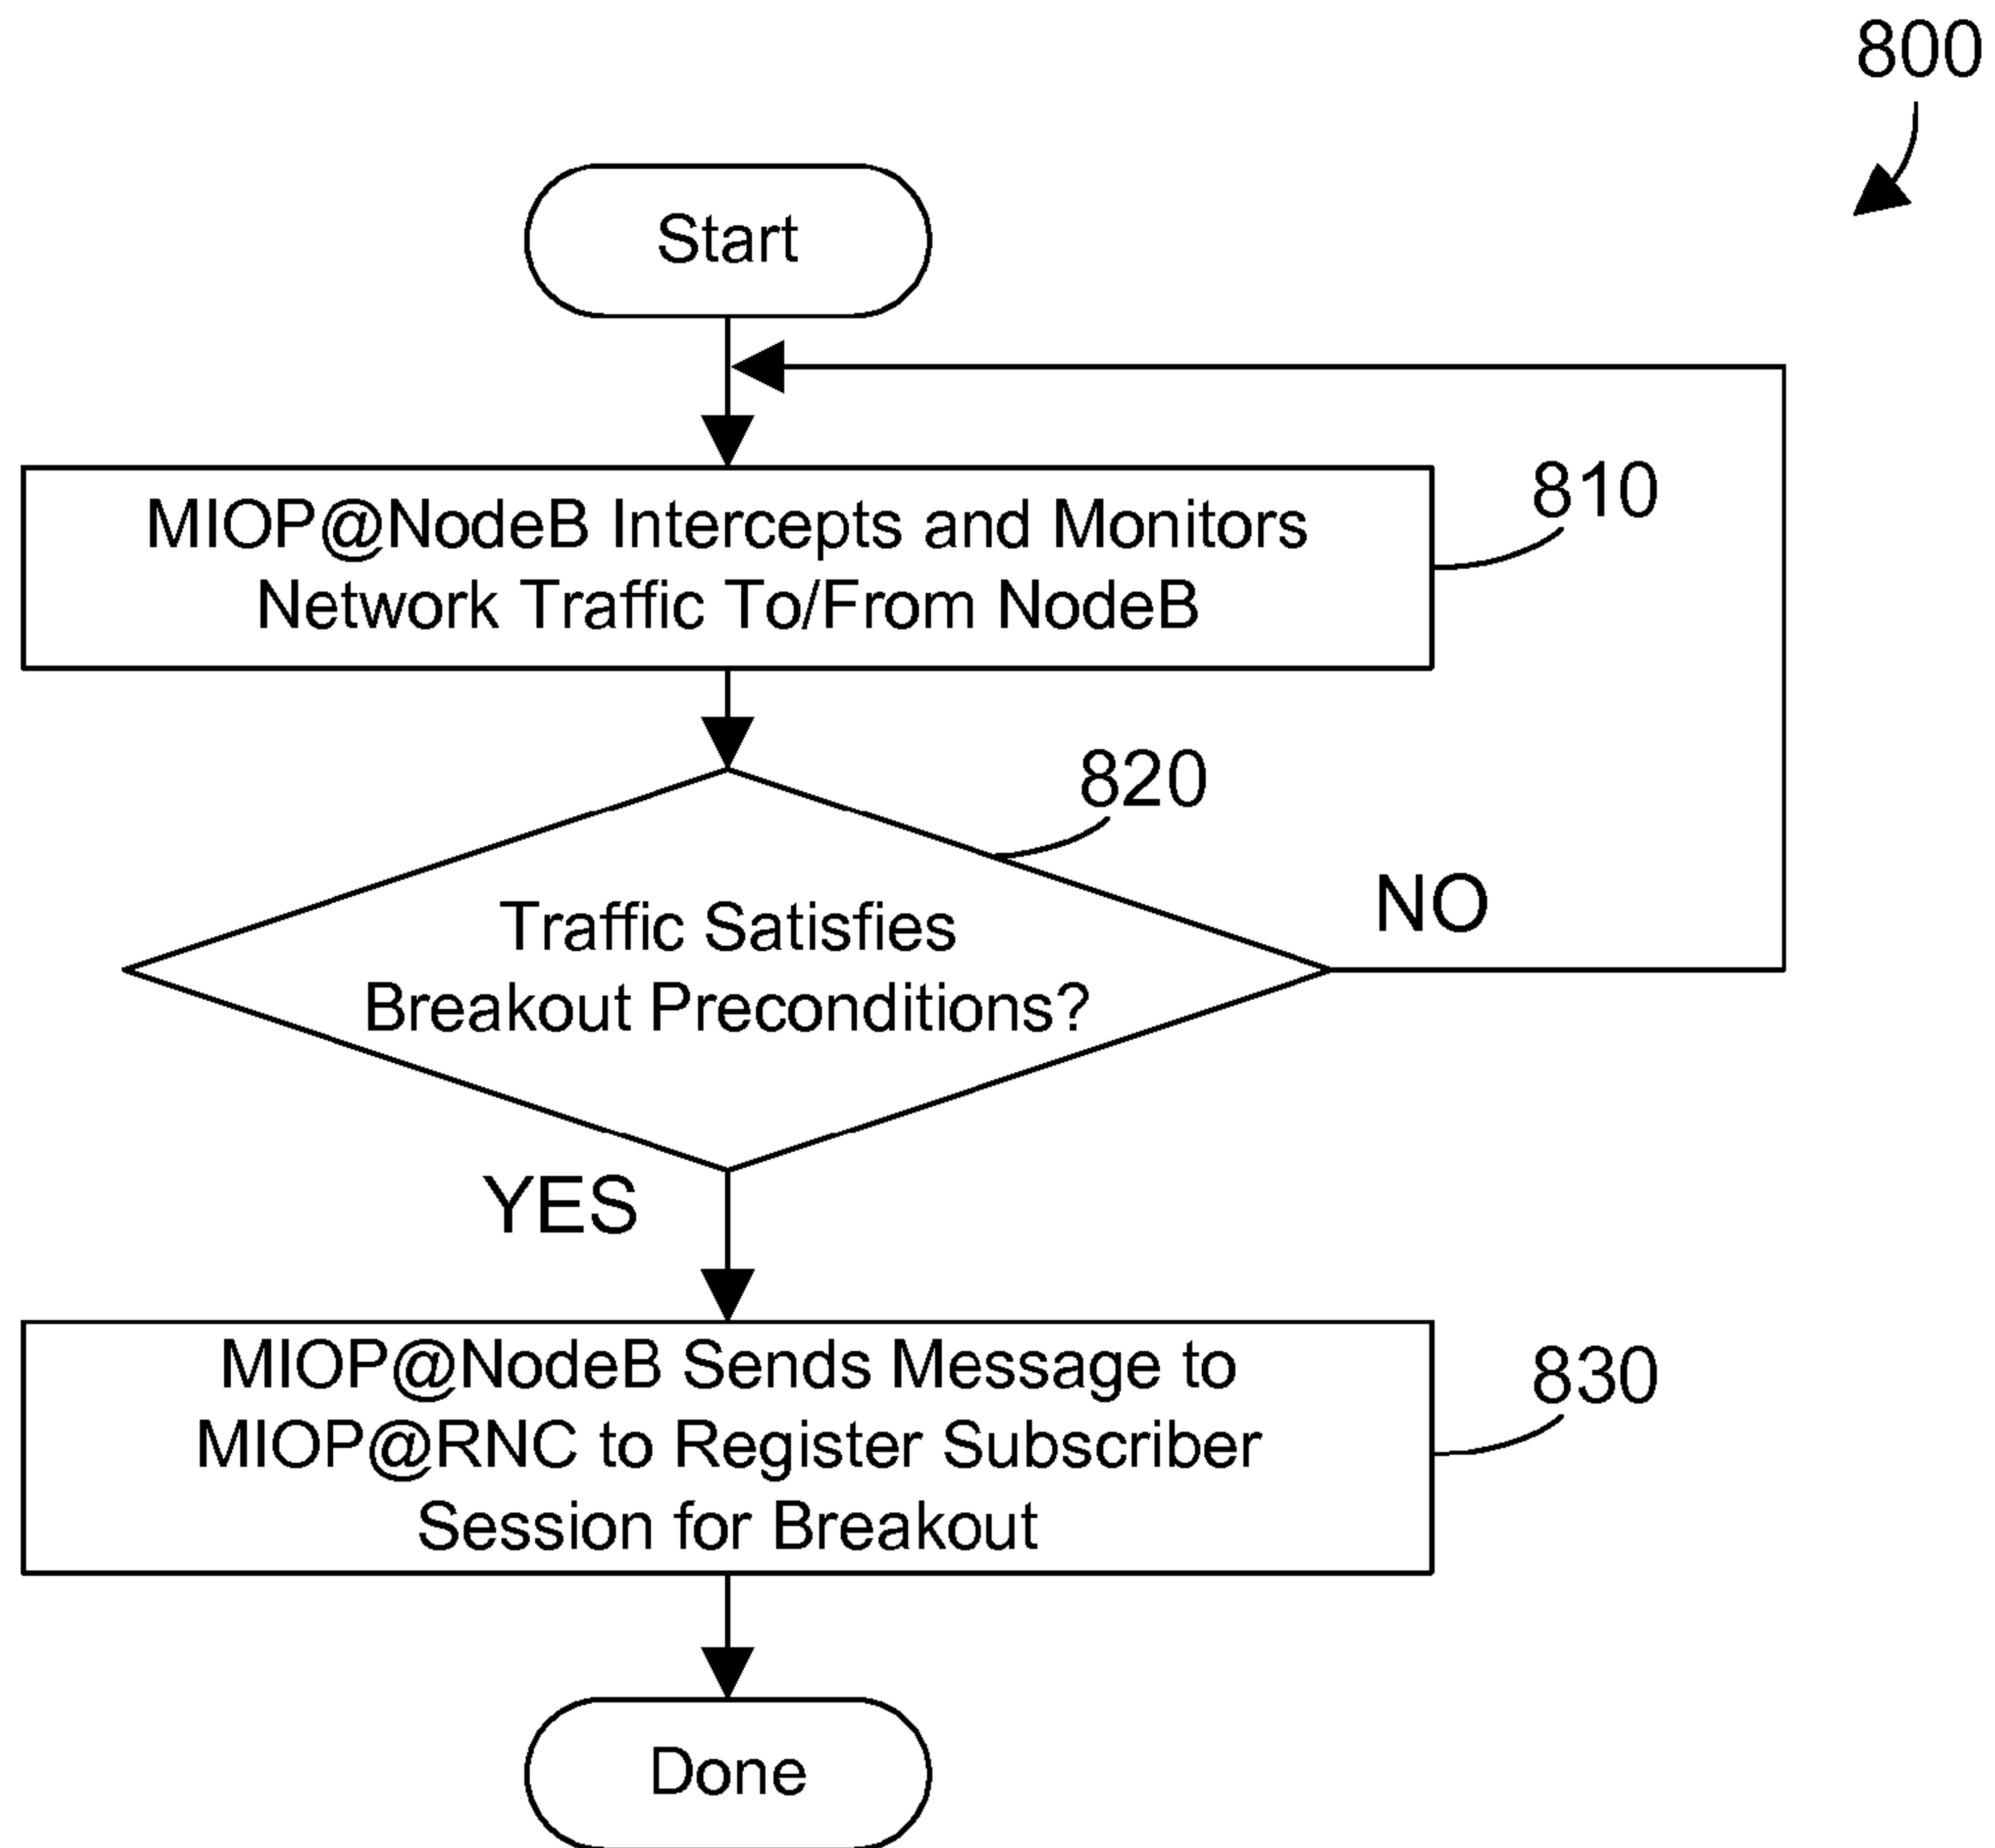 800
Start
MIOP@NodeB Intercepts and Monitors
Network Traffic To/From NodeB
810
820
Traffic Satisfies
Breakout Preconditions?
NO
YES
MIOP@NodeB Sends Message to
MIOP@RNC to Register Subscriber
Session for Breakout
830
Done